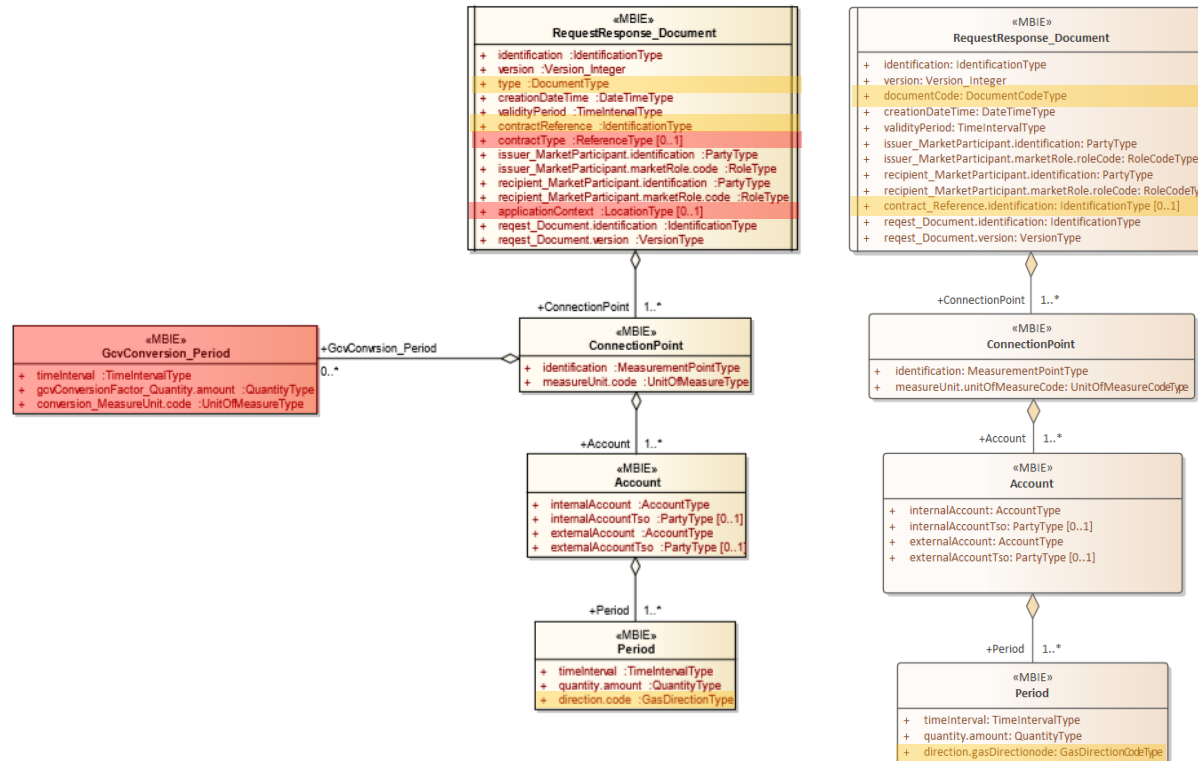 «MBIE»
RequestResponse_Document
+ identification :IdentificationType
+ version :Version_Integer
+ type :DocumentType
+ creationDateTime :DateTimeType
+ validityPeriod :TimeIntervalType
+ contractReference :IdentificationType
+ contractType :ReferenceType [0..1]
+ issuer_MarketParticipant.identification :PartyType
+ issuer_MarketParticipant.marketRole.code :RoleType
+ recipient_MarketParticipant.identification :PartyType
+ recipient_MarketParticipant.marketRole.code :RoleType
+ applicationContext :LocationType [0..1]
+ reqest_Document.identification :IdentificationType
+ reqest_Document.version :VersionType
+ConnectionPoint 1..*
«MBIE»
GcvConversion_Period
+ timeInterval :TimeIntervalType
+ gcvConversionFactor_Quantity.amount :QuantityType
+ conversion_MeasureUnit.code :UnitOfMeasureType
+GcvConvrsion_Period
0..*
«MBIE»
ConnectionPoint
+ identification :MeasurementPointType
+ measureUnit.code :UnitOfMeasureType
+Account 1..*
«MBIE»
Account
+ internalAccount :AccountType
+ internalAccountTso :PartyType [0..1]
+ externalAccount :AccountType
+ externalAccountTso :PartyType [0..1]
+Period 1..*
«MBIE»
Period
+ timeInterval :TimeIntervalType
+ quantity.amount :QuantityType
+ direction.code :GasDirectionType
«MBIE»
RequestResponse_Document
+ identification: IdentificationType
+ version: Version_Integer
+ documentCode: DocumentCodeType
+ creationDateTime: DateTimeType
+ validityPeriod: TimeIntervalType
+ issuer_MarketParticipant.identification: PartyType
+ issuer_MarketParticipant.marketRole.roleCode: RoleCodeType
+ recipient_MarketParticipant.identification: PartyType
+ recipient_MarketParticipant.marketRole.roleCode: RoleCodeTy
+ contract_Reference.identification: IdentificationType [0..1]
+ reqest_Document.identification: IdentificationType
+ reqest_Document.version: VersionType
+ConnectionPoint 1..*
«MBIE»
ConnectionPoint
+ identification: MeasurementPointType
+ measureUnit.unitOfMeasureCode: UnitOfMeasureCodeType
+Account 1..*
«MBIE»
Account
+ internalAccount: AccountType
+ internalAccountTso: PartyType [0..1]
+ externalAccount: AccountType
+ externalAccountTso: PartyType [0..1]
+Period 1..*
«MBIE»
Period
+ timeInterval: TimeIntervalType
+ quantity.amount: QuantityType
+ direction.gasDirectionode: GasDirectionCodeType